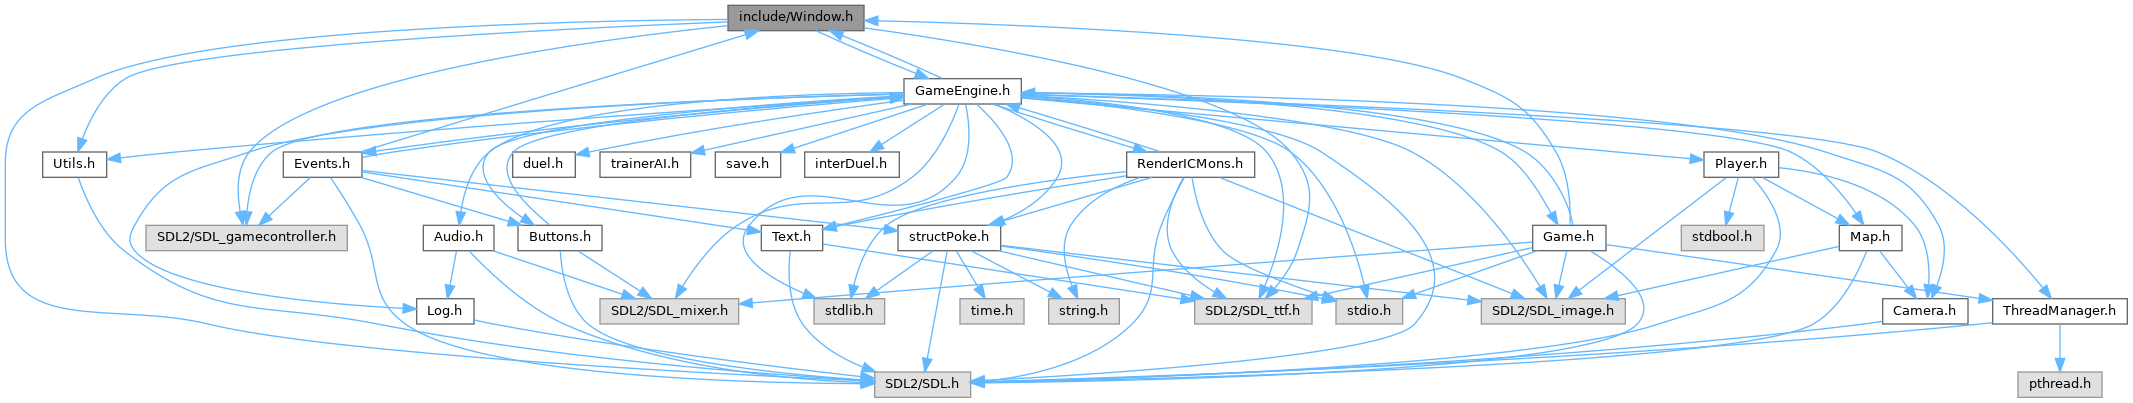 include/Window.h
GameEngine.h
Utils.h
Events.h
duel.h
trainerAI.h
save.h
interDuel.h
RenderICMons.h
Player.h
SDL2/SDL_gamecontroller.h
Audio.h
Buttons.h
Text.h
structPoke.h
Game.h
stdbool.h
Map.h
Log.h
SDL2/SDL_mixer.h
stdlib.h
time.h
string.h
SDL2/SDL_ttf.h
stdio.h
SDL2/SDL_image.h
Camera.h
ThreadManager.h
SDL2/SDL.h
pthread.h